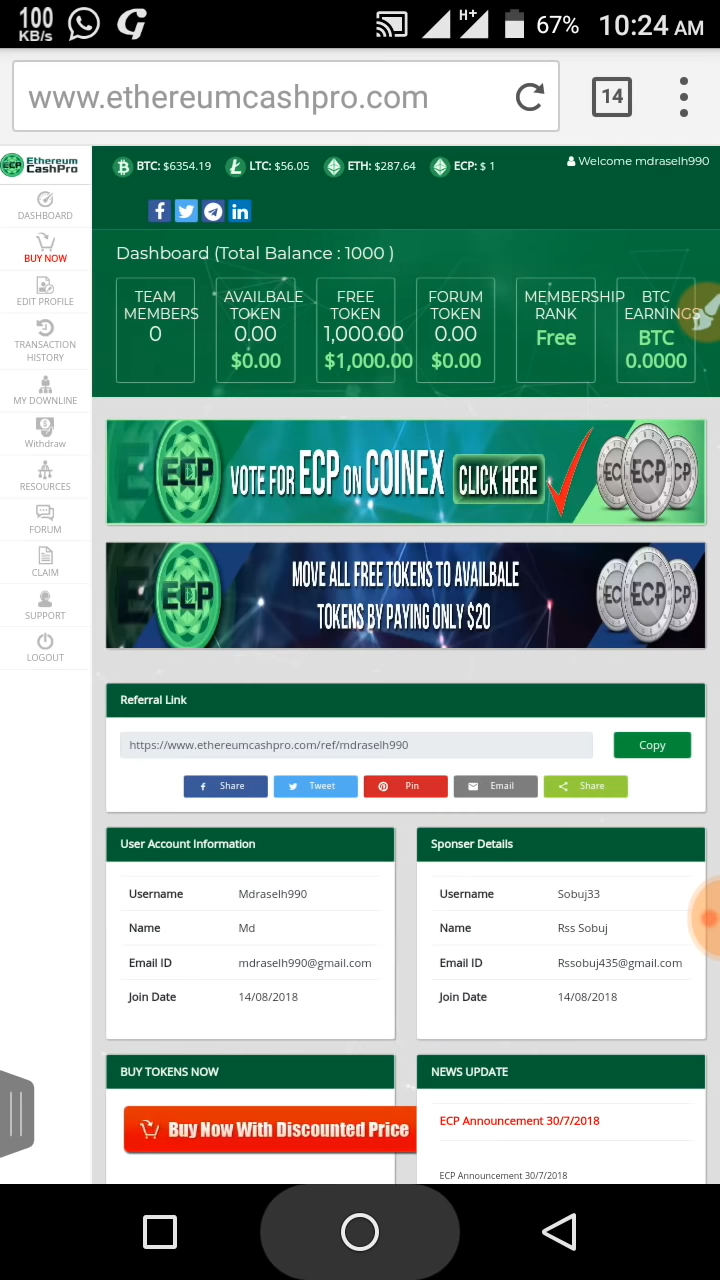 100
KB/s
H+
67%
10:24 AM
www.ethereumcashpro.com
14
ECP Ethereum
CashPro
BTC: $6354.19 LTC: $56.05 ETH: $287.64 ECP: $ 1
Welcome mdraselh990
DASHBOARD
BUY NOW
EDIT PROFILE
TRANSACTION
HISTORY
MY DOWNLINE
Withdraw
RESOURCES
FORUM
CLAIM
SUPPORT
LOGOUT
Dashboard (Total Balance : 1000 )
TEAM
MEMBERS
0
AVAILBALE
TOKEN
0.00
$0.00
FREE
TOKEN
1,000.00
$1,000.00
FORUM
TOKEN
0.00
$0.00
MEMBERSHIP
RANK
Free
BTC
EARNINGS
BTC
0.0000
ECP VOTE FOR ECP ON COINEX CLICK HERE ECP
ECP
MOVE ALL FREE TOKENS TO AVAILBALE
TOKENS BY PAYING ONLY $20
ECP
Referral Link
https://www.ethereumcashpro.com/ref/mdraselh990
Copy
Share Tweet Pin Email Share
User Account Information
Username Mdraselh990
Name Md
Email ID mdraselh990@gmail.com
Join Date 14/08/2018
Sponser Details
Username Sobuj33
Name Rss Sobuj
Email ID Rssobuj435@gmail.com
Join Date 14/08/2018
BUY TOKENS NOW
Buy Now With Discounted Price
NEWS UPDATE
ECP Announcement 30/7/2018
ECP Announcement 30/7/2018